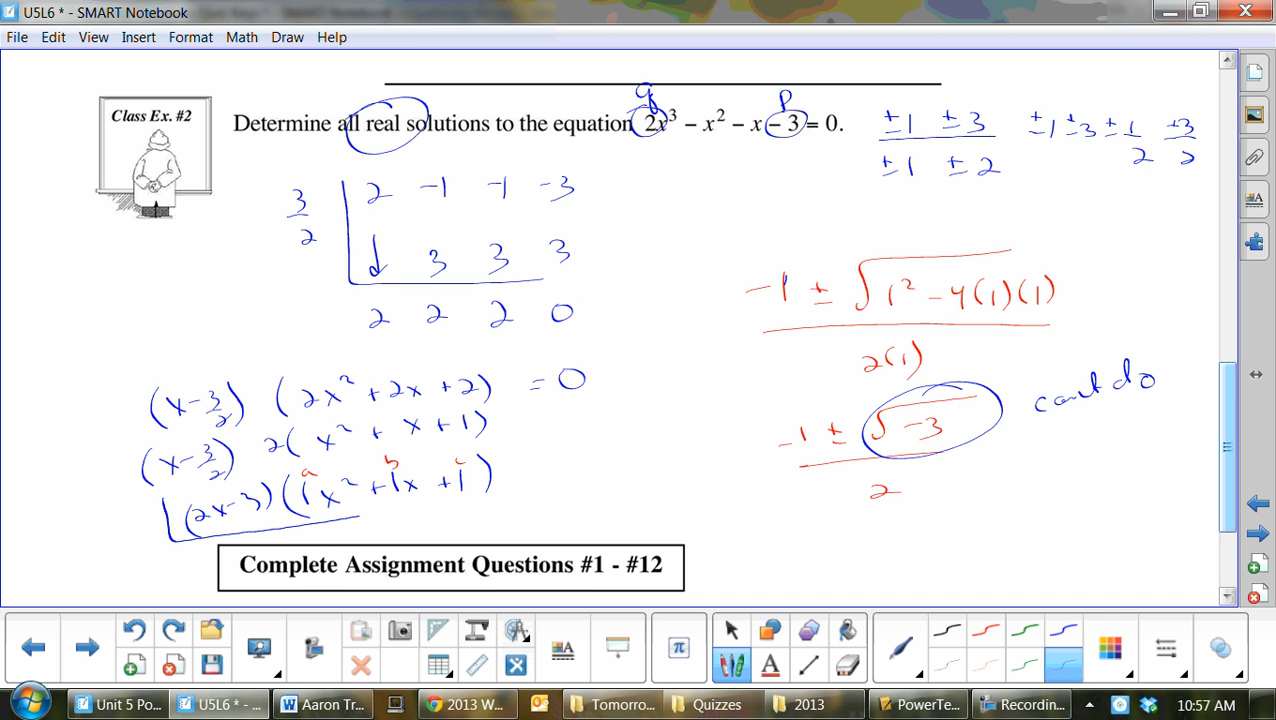 U5L6 * - SMART Notebook
File Edit View Insert Format Math Draw Help
Class Ex. #2
q p
Determine all real solutions to the equation 2x³ − x² − x − 3 = 0.
±1 ±3 ±1 ±3 ±1 ±3
±1 ±2 2 2
3 2 -1 -1 -3
2
↓ 3 3 3
2 2 2 0
-1 ± √1² - 4(1)(1)
2(1)
(x-3/2) (2x² + 2x + 2) = 0
can't do
(x-3/2) 2(x² + x + 1)
-1 ± √-3
2
a b c
(2x-3)(1x² + 1x + 1)
Complete Assignment Questions #1 - #12
π
A
Unit 5 Po... U5L6 * - ... Aaron Tr... 2013 W... Tomorro... Quizzes 2013 PowerTe... Recordin... 10:57 AM